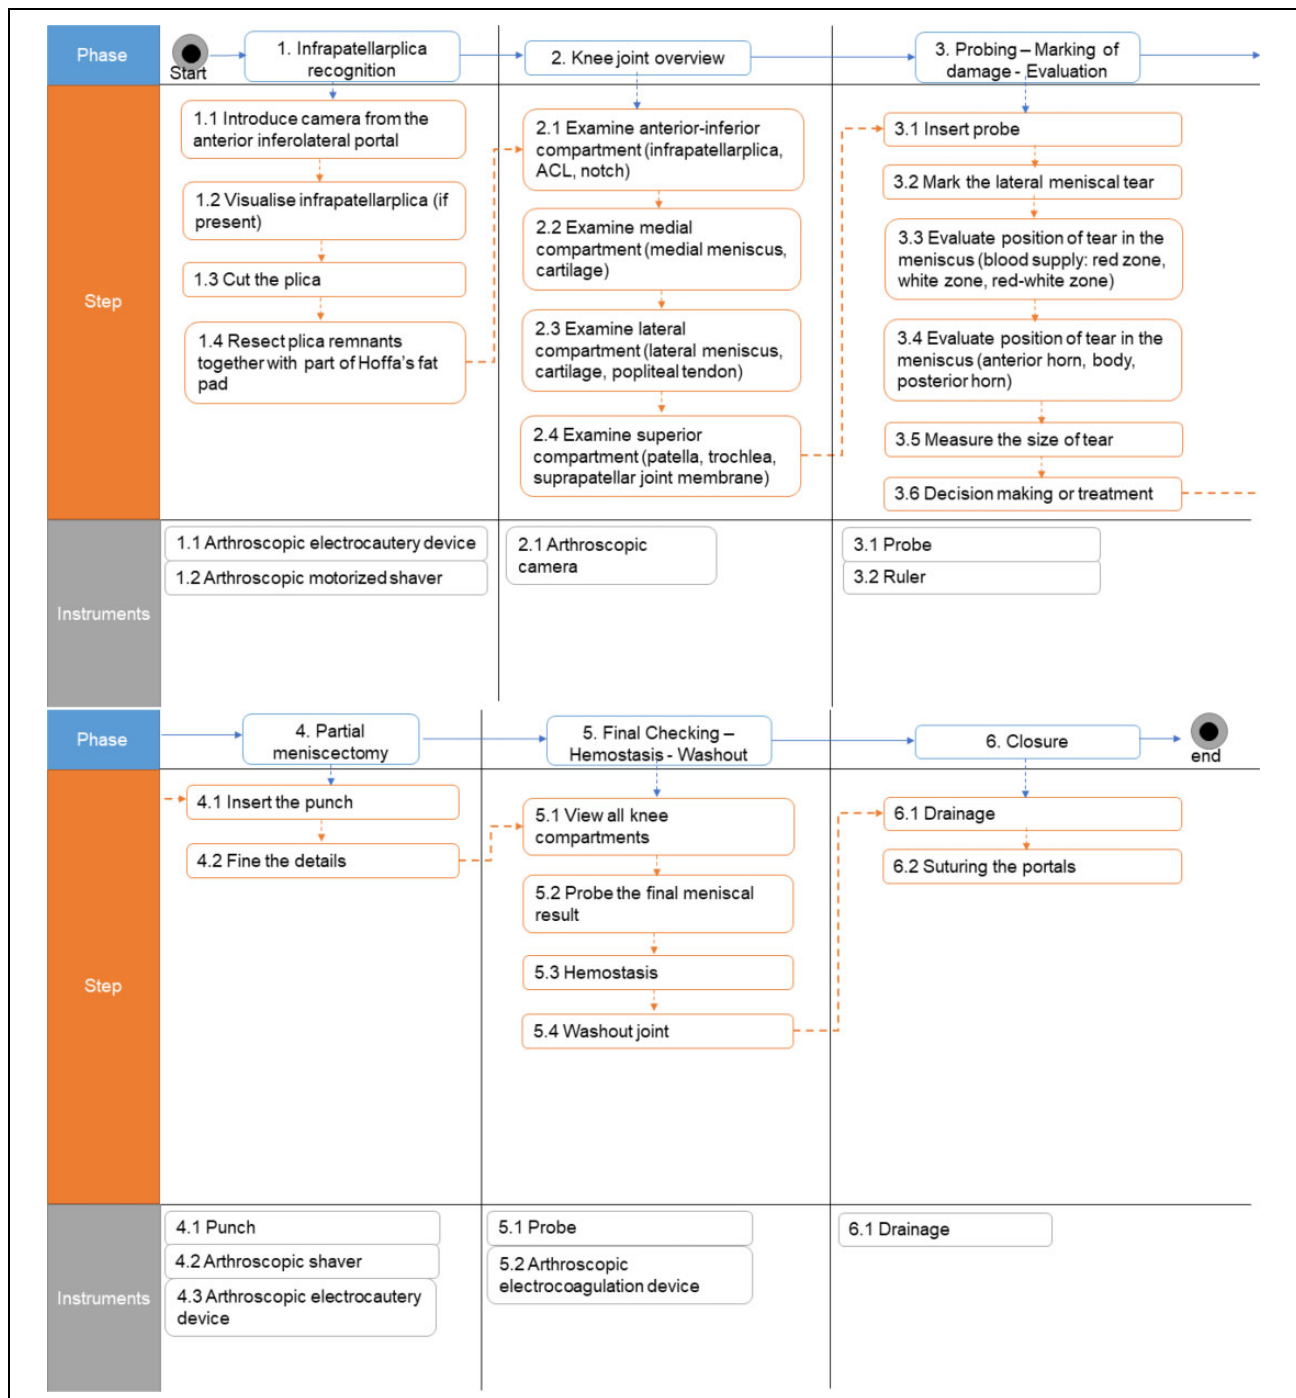 Phase
Start
1. Infrapatellarplica
recognition
2. Knee joint overview
3. Probing – Marking of
damage - Evaluation
Step
1.1 Introduce camera from the
anterior inferolateral portal
1.2 Visualise infrapatellarplica (if
present)
1.3 Cut the plica
1.4 Resect plica remnants
together with part of Hoffa's fat
pad
2.1 Examine anterior-inferior
compartment (infrapatellarplica,
ACL, notch)
2.2 Examine medial
compartment (medial meniscus,
cartilage)
2.3 Examine lateral
compartment (lateral meniscus,
cartilage, popliteal tendon)
2.4 Examine superior
compartment (patella, trochlea,
suprapatellar joint membrane)
3.1 Insert probe
3.2 Mark the lateral meniscal tear
3.3 Evaluate position of tear in the
meniscus (blood supply: red zone,
white zone, red-white zone)
3.4 Evaluate position of tear in the
meniscus (anterior horn, body,
posterior horn)
3.5 Measure the size of tear
3.6 Decision making or treatment
Instruments
1.1 Arthroscopic electrocautery device
1.2 Arthroscopic motorized shaver
2.1 Arthroscopic
camera
3.1 Probe
3.2 Ruler
Phase
4. Partial
meniscectomy
5. Final Checking –
Hemostasis - Washout
6. Closure
end
Step
4.1 Insert the punch
4.2 Fine the details
5.1 View all knee
compartments
5.2 Probe the final meniscal
result
5.3 Hemostasis
5.4 Washout joint
6.1 Drainage
6.2 Suturing the portals
Instruments
4.1 Punch
4.2 Arthroscopic shaver
4.3 Arthroscopic electrocautery
device
5.1 Probe
5.2 Arthroscopic
electrocoagulation device
6.1 Drainage